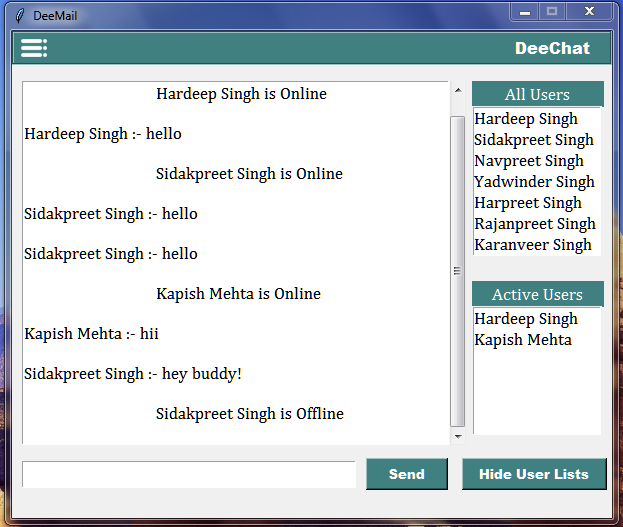 DeeMail
DeeChat
Hardeep Singh is Online
Hardeep Singh :- hello
Sidakpreet Singh is Online
Sidakpreet Singh :- hello
Sidakpreet Singh :- hello
Kapish Mehta is Online
Kapish Mehta :- hii
Sidakpreet Singh :- hey buddy!
Sidakpreet Singh is Offline
All Users
Hardeep Singh
Sidakpreet Singh
Navpreet Singh
Yadwinder Singh
Harpreet Singh
Rajanpreet Singh
Karanveer Singh
Active Users
Hardeep Singh
Kapish Mehta
Send
Hide User Lists